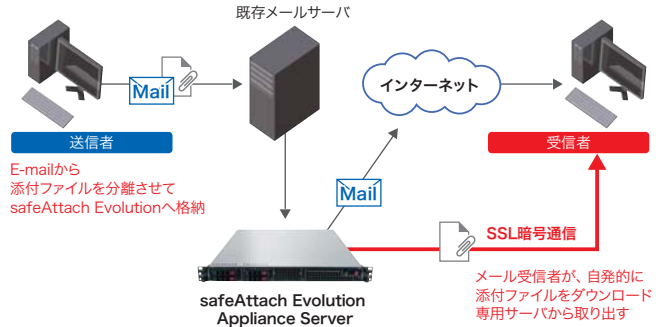 既存メールサーバ
Mail
インターネット
送信者
受信者
E-mailから
添付ファイルを分離させて
safeAttach Evolutionへ格納
Mail
SSL暗号通信
safeAttach Evolution
Appliance Server
メール受信者が、自発的に
添付ファイルをダウンロード
専用サーバから取り出す